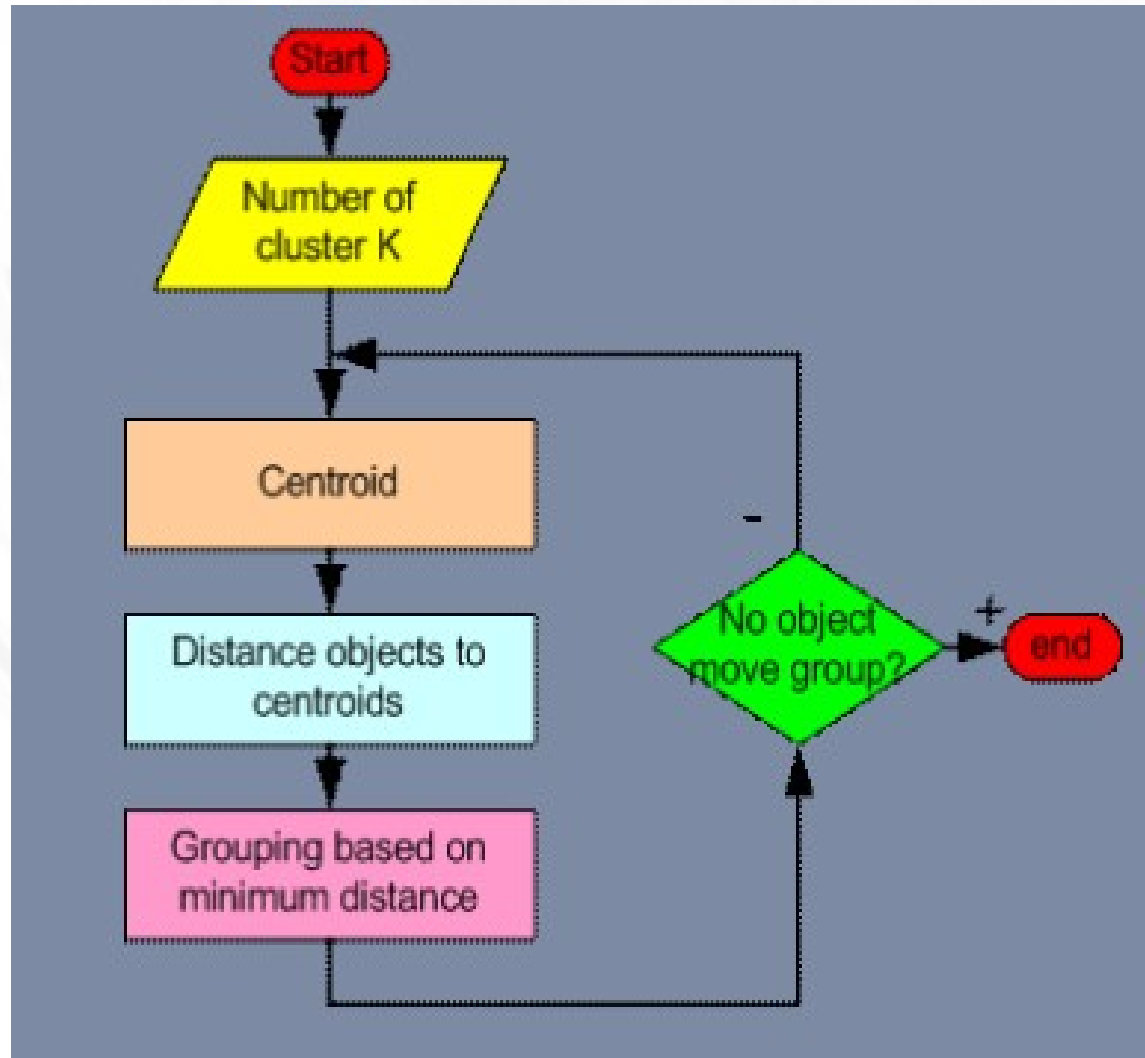 Start
Number of
cluster K
Centroid
Distance objects to
centroids
Grouping based on
minimum distance
-
No object
move group?
+
end